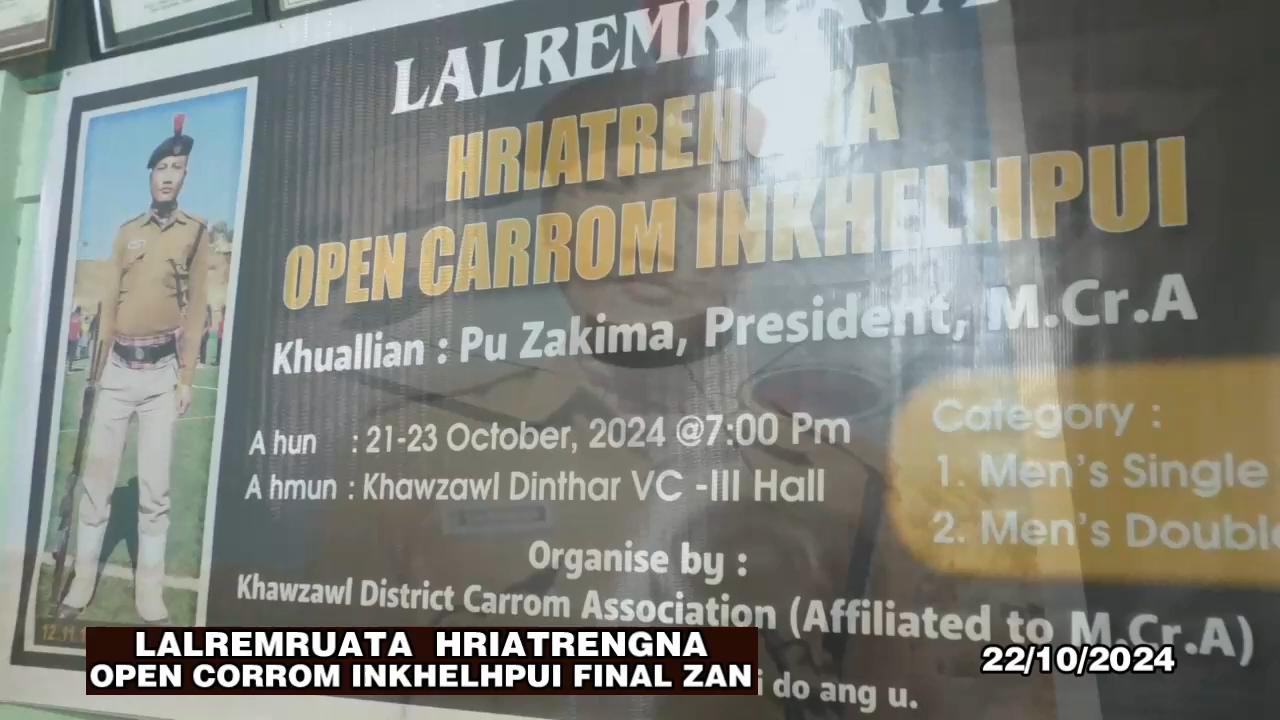 LALREMRUATA
HRIATRENGNA
OPEN CARROM INKHELHPUI
Khuallian : Pu Zakima, President, M.Cr.A
A hun : 21-23 October, 2024 @7:00 Pm
A hmun : Khawzawl Dinthar VC -III Hall
Category :
1. Men's Single
2. Men's Double
Organise by :
Khawzawl District Carrom Association (Affiliated to M.Cr.A)
do ang u.
12.11.
LALREMRUATA HRIATRENGNA
OPEN CORROM INKHELHPUI FINAL ZAN
22/10/2024